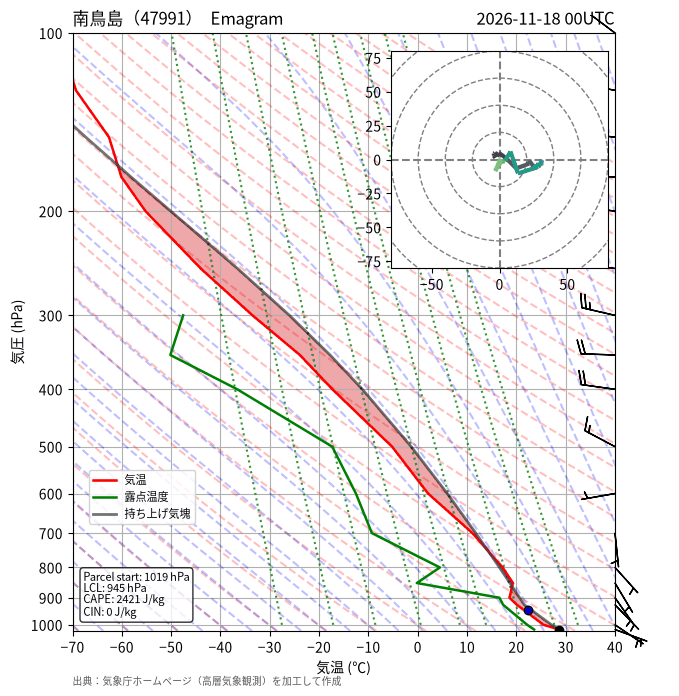 南鳥島（47991） Emagram
2026-11-18 00UTC
100
200
300
400
500
600
700
800
900
1000
気圧 (hPa)
75
50
25
0
−25
−50
−75
−50
0
50
気温
露点温度
持ち上げ気塊
Parcel start: 1019 hPa
LCL: 945 hPa
CAPE: 2421 J/kg
CIN: 0 J/kg
−70
−60
−50
−40
−30
−20
−10
0
10
20
30
40
気温 (°C)
出典：気象庁ホームページ（高層気象観測）を加工して作成